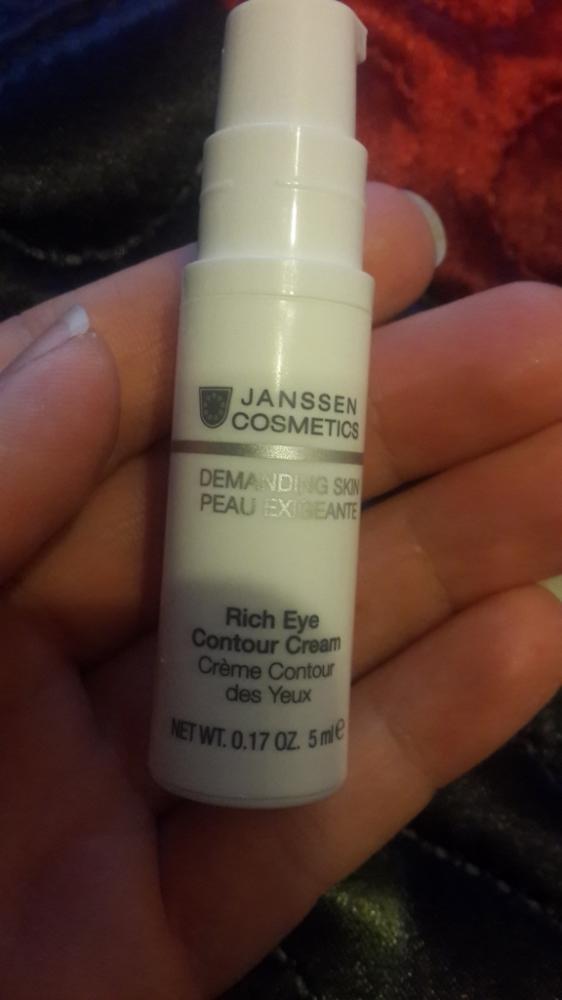 JANSSEN
COSMETICS
DEMANDING SKIN
PEAU EXIGEANTE
Rich Eye
Contour Cream
Crème Contour
des Yeux
NET WT. 0.17 OZ. 5 ml ℮